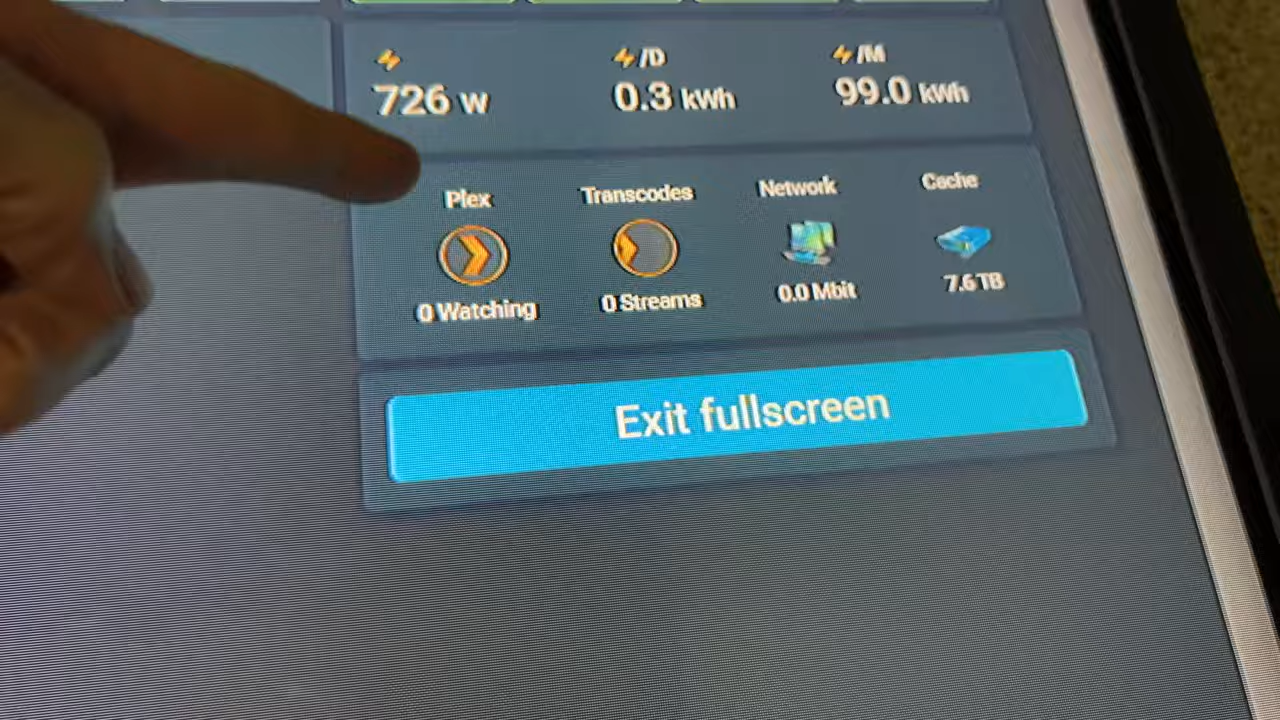 /D /M
726 W 0.3 kWh 99.0 kWh
Plex Transcodes Network Cache
0 Watching 0 Streams 0.0 Mbit 7.6 TB
Exit fullscreen